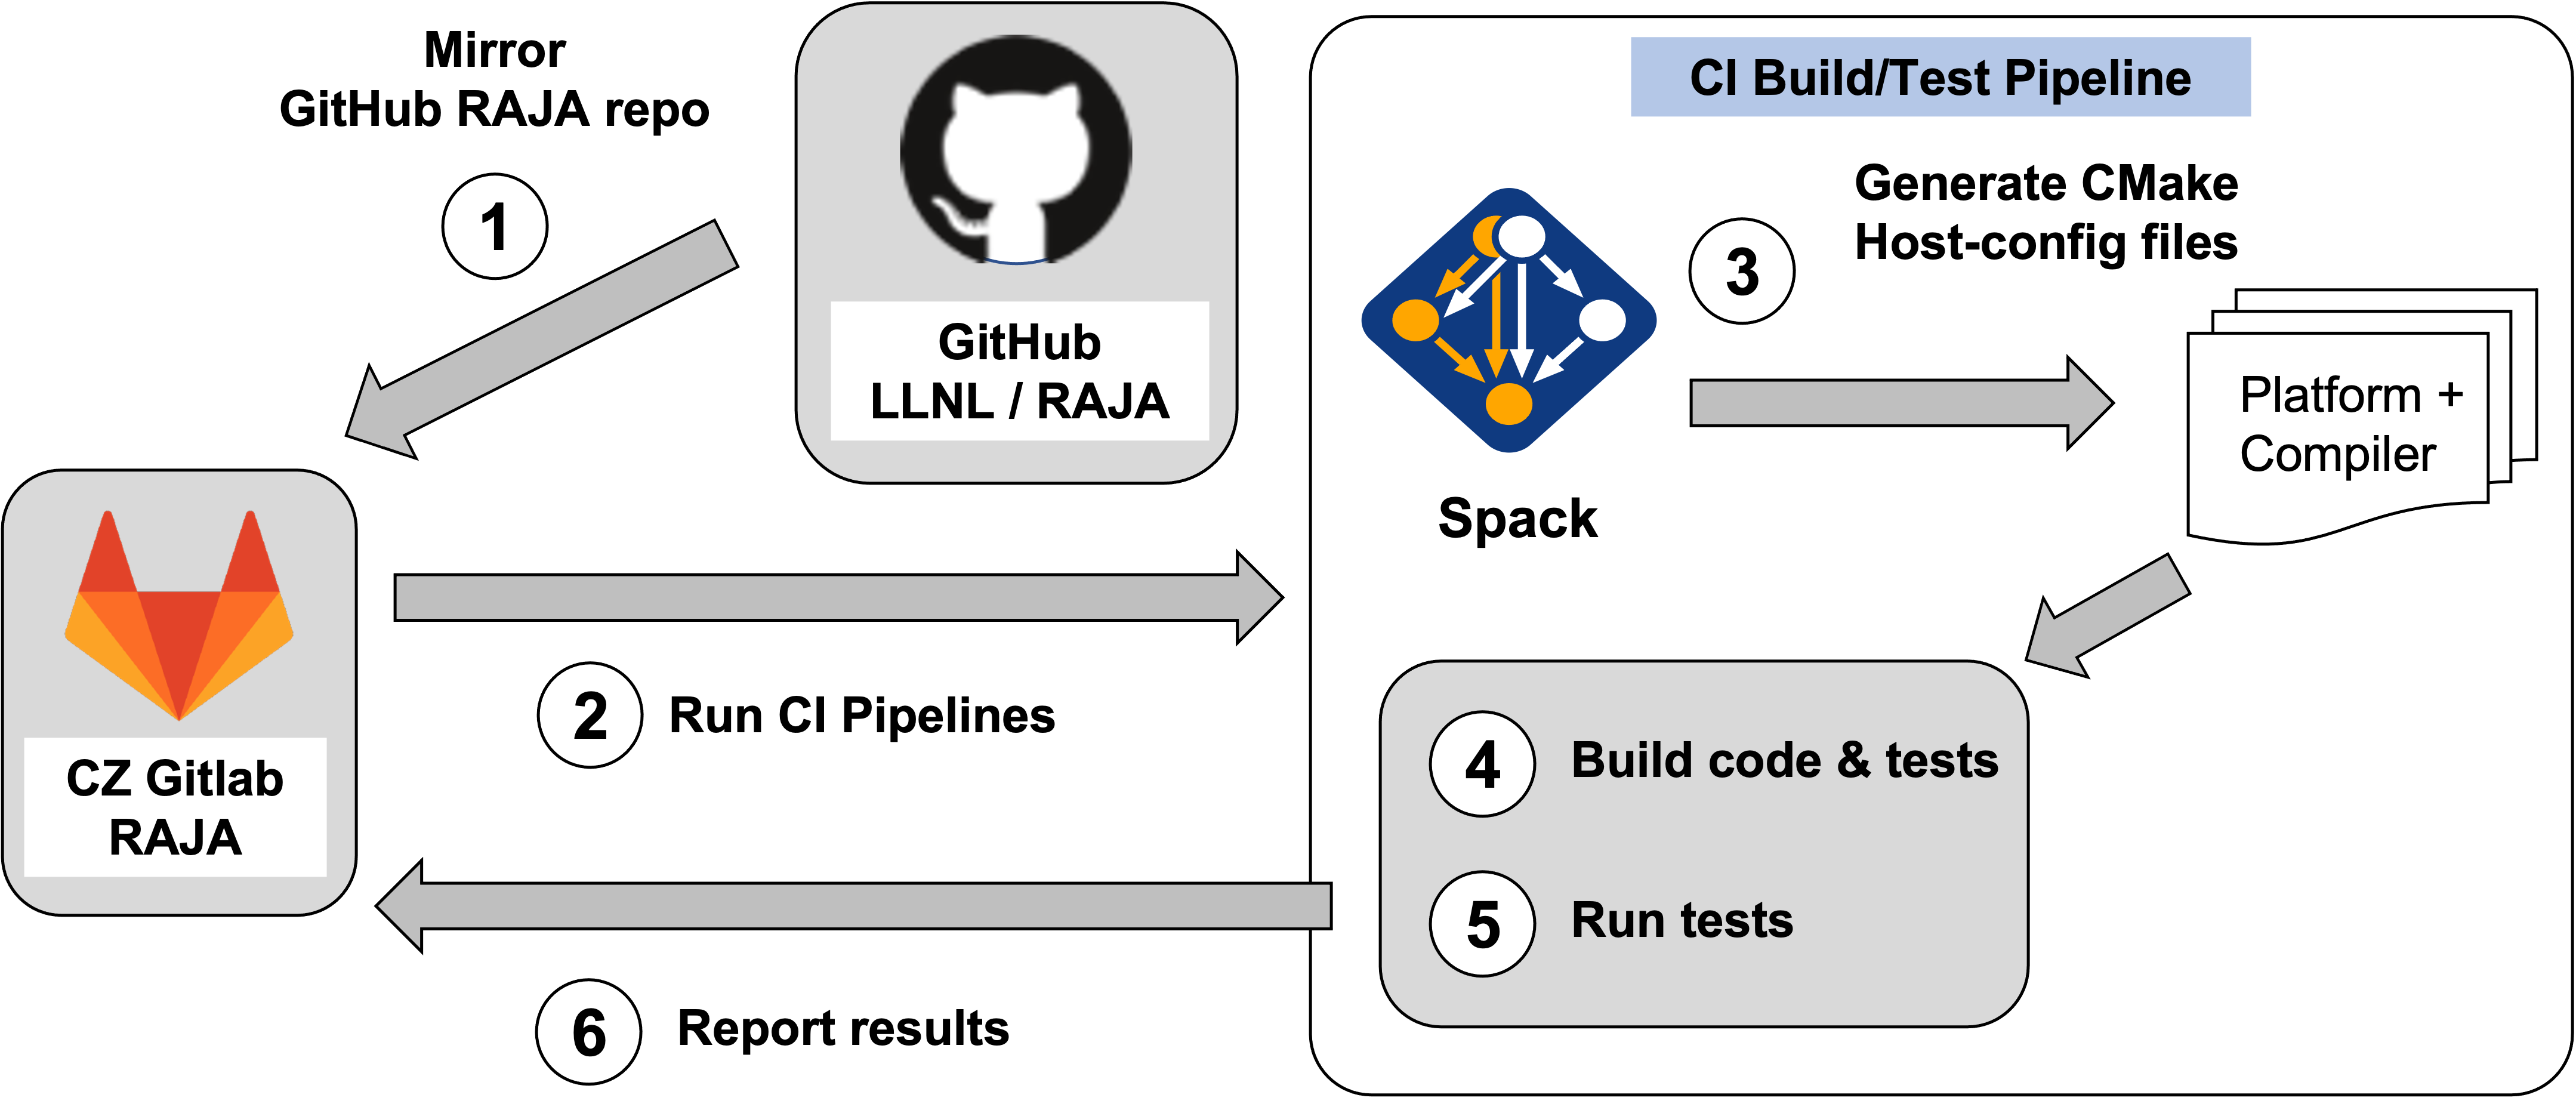 Mirror
GitHub RAJA repo
1
GitHub
LLNL / RAJA
CZ Gitlab
RAJA
2
Run CI Pipelines
CI Build/Test Pipeline
Spack
3
Generate CMake
Host-config files
Platform +
Compiler
4
Build code & tests
5
Run tests
6
Report results